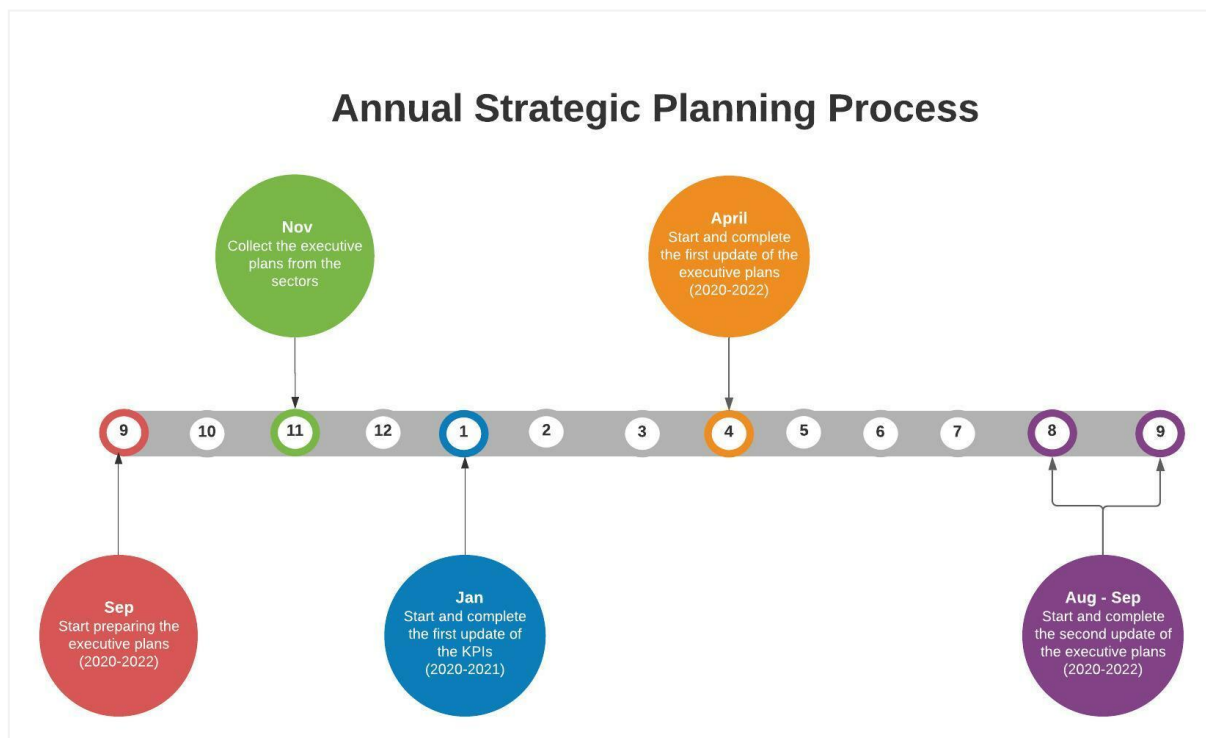 Annual Strategic Planning Process
Nov
Collect the executive
plans from the
sectors
April
Start and complete
the first update of the
executive plans
(2020-2022)
9
10
11
12
1
2
3
4
5
6
7
8
9
Sep
Start preparing the
executive plans
(2020-2022)
Jan
Start and complete
the first update of
the KPIs
(2020-2021)
Aug - Sep
Start and complete
the second update of
the executive plans
(2020-2022)